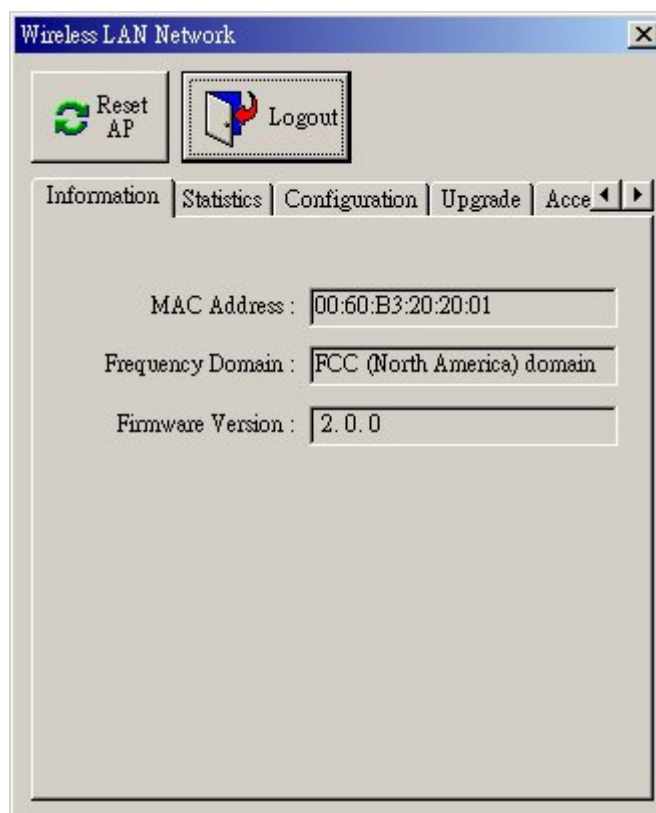 Wireless LAN Network
Reset
AP
Logout
Information Statistics Configuration Upgrade Acce
MAC Address : 00:60:B3:20:20:01
Frequency Domain : FCC (North America) domain
Firmware Version : 2. 0. 0